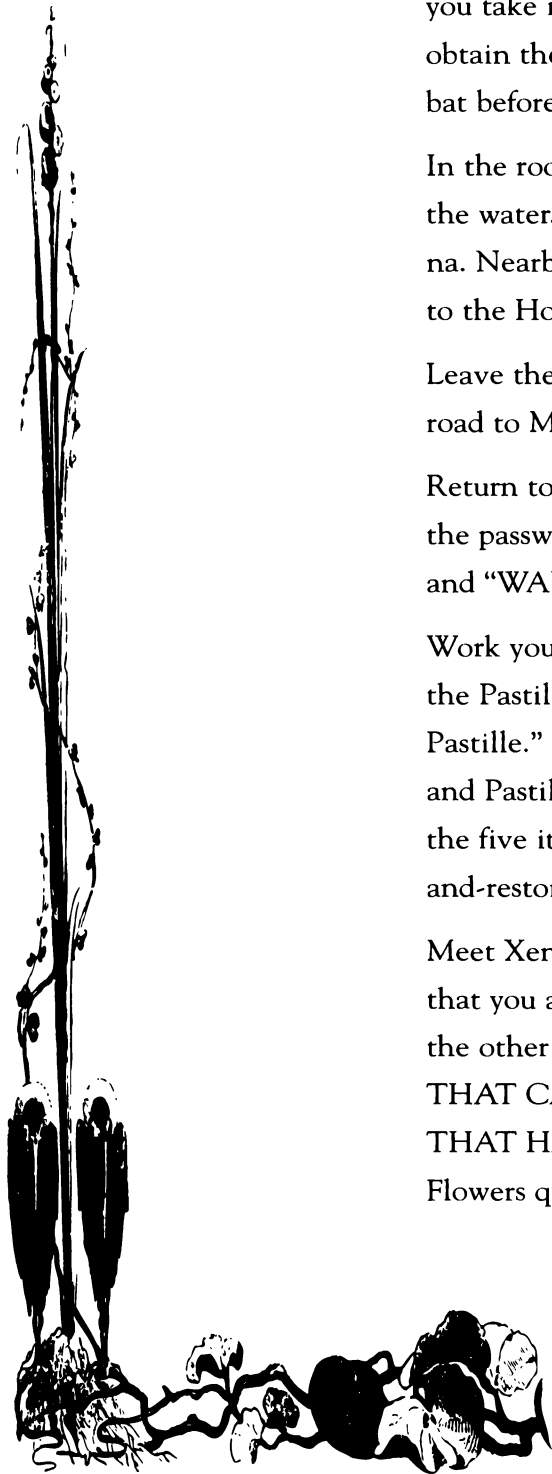 you take
obtain the
bat before
In the roo
the water.
na. Nearb
to the Ho
Leave the
road to M
Return to
the passw
and “WA
Work you
the Pastil
Pastille.”
and Pastil
the five it
and-restor
Meet Xer
that you a
the other
THAT CA
THAT H
Flowers q